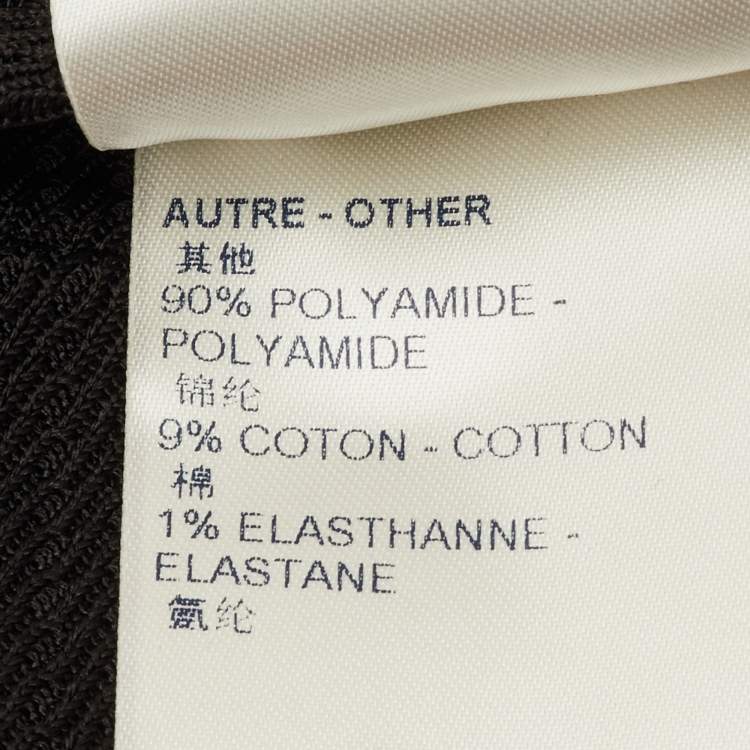 AUTRE - OTHER
其他
90% POLYAMIDE -
POLYAMIDE
锦纶
9% COTON - COTTON
棉
1% ELASTHANNE -
ELASTANE
氨纶